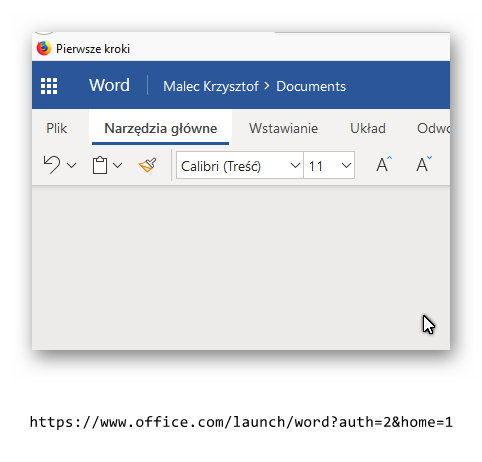 Pierwsze kroki
Word Malec Krzysztof > Documents
Plik Narzędzia główne Wstawianie Układ
Calibri (Treść) 11 A A
https://www.office.com/launch/word?auth=2&home=1